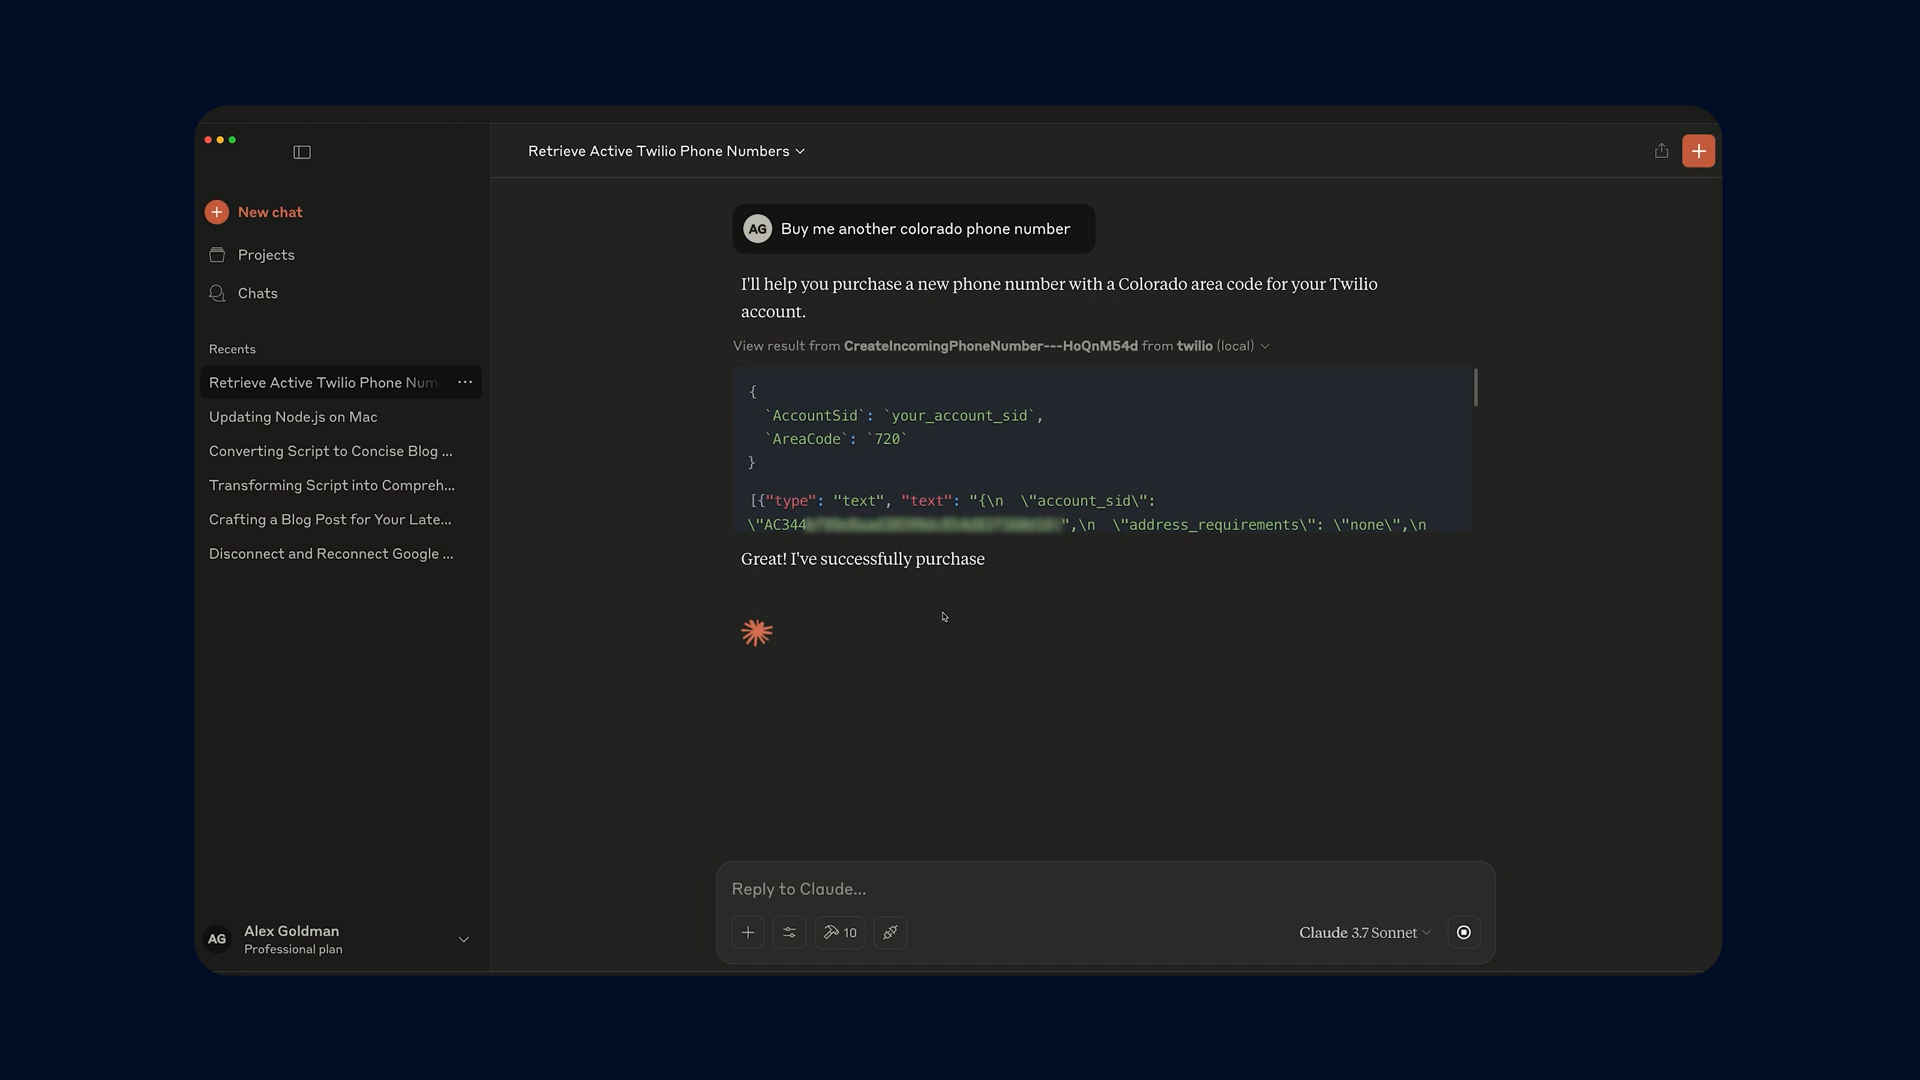 Retrieve Active Twilio Phone Numbers
New chat
Projects
Chats
Recents
Retrieve Active Twilio Phone Num
Updating Node.js on Mac
Converting Script to Concise Blog ...
Transforming Script into Compreh...
Crafting a Blog Post for Your Late...
Disconnect and Reconnect Google ...
AG
Alex Goldman
Professional plan
AG Buy me another colorado phone number
I'll help you purchase a new phone number with a Colorado area code for your Twilio
account.
View result from CreateIncomingPhoneNumber---HoQnM54d from twilio (local)
{
`AccountSid`: `your_account_sid`,
`AreaCode`: `720`
}
[{"type": "text", "text": "{\n  \"account_sid\":
\"AC344 \",\n  \"address_requirements\": \"none\",\n
Great! I've successfully purchase
Reply to Claude...
10
Claude 3.7 Sonnet